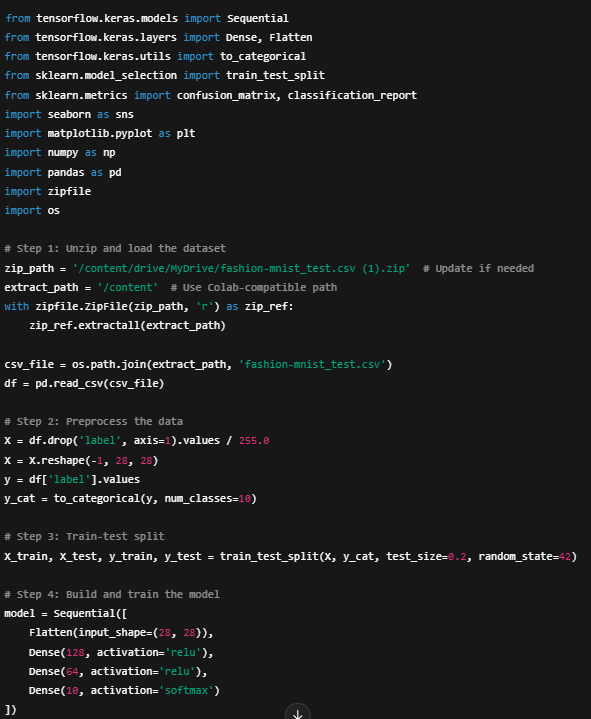 from tensorflow.keras.models import Sequential
from tensorflow.keras.layers import Dense, Flatten
from tensorflow.keras.utils import to_categorical
from sklearn.model_selection import train_test_split
from sklearn.metrics import confusion_matrix, classification_report
import seaborn as sns
import matplotlib.pyplot as plt
import numpy as np
import pandas as pd
import zipfile
import os

# Step 1: Unzip and load the dataset
zip_path = '/content/drive/MyDrive/fashion-mnist_test.csv (1).zip'  # Update if needed
extract_path = '/content'  # Use Colab-compatible path
with zipfile.ZipFile(zip_path, 'r') as zip_ref:
    zip_ref.extractall(extract_path)

csv_file = os.path.join(extract_path, 'fashion-mnist_test.csv')
df = pd.read_csv(csv_file)

# Step 2: Preprocess the data
X = df.drop('label', axis=1).values / 255.0
X = X.reshape(-1, 28, 28)
y = df['label'].values
y_cat = to_categorical(y, num_classes=10)

# Step 3: Train-test split
X_train, X_test, y_train, y_test = train_test_split(X, y_cat, test_size=0.2, random_state=42)

# Step 4: Build and train the model
model = Sequential([
    Flatten(input_shape=(28, 28)),
    Dense(128, activation='relu'),
    Dense(64, activation='relu'),
    Dense(10, activation='softmax')
])